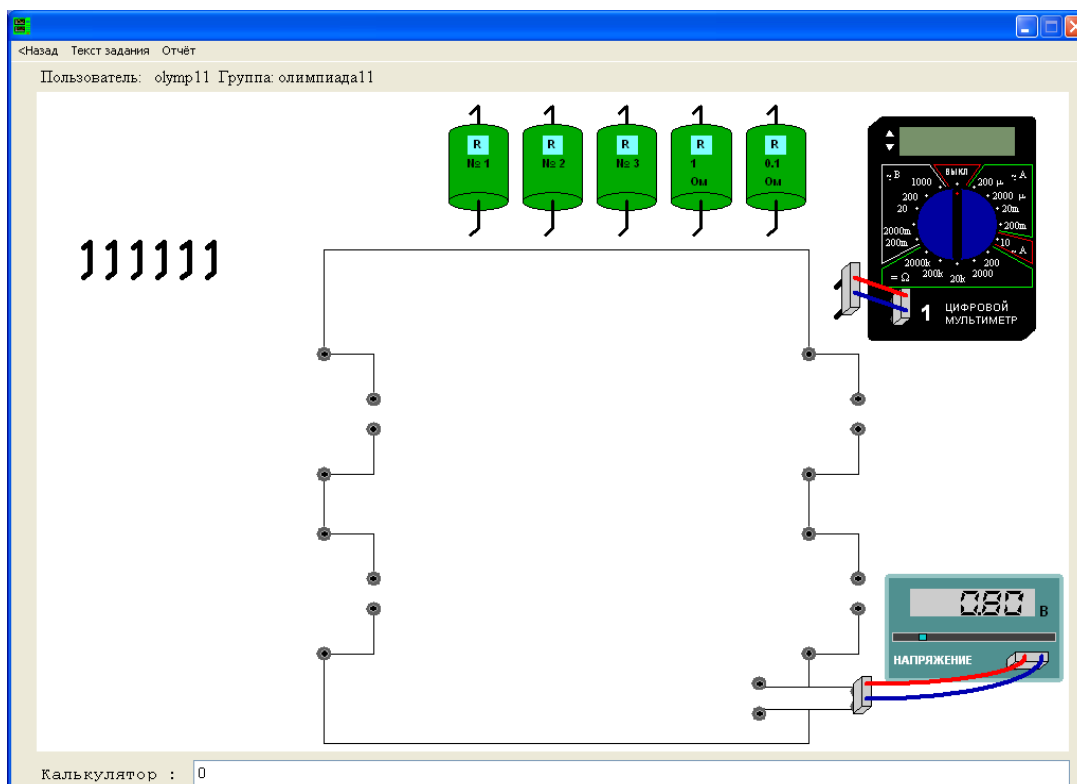 <Назад Текст задания Отчёт
Пользователь: olymp11 Группа: олимпиада11
R R R R R
№ 1 № 2 № 3 1 0.1
Ом Ом
ВЫКЛ
~ В ~ А
1000 200 μ
200 2000 μ
20 20m
2000m 200m
200m 10 ~ А
2000k 200
= Ω 200k 20k 2000
1 ЦИФРОВОЙ
МУЛЬТИМЕТР
0.80 В
НАПРЯЖЕНИЕ
Калькулятор : 0